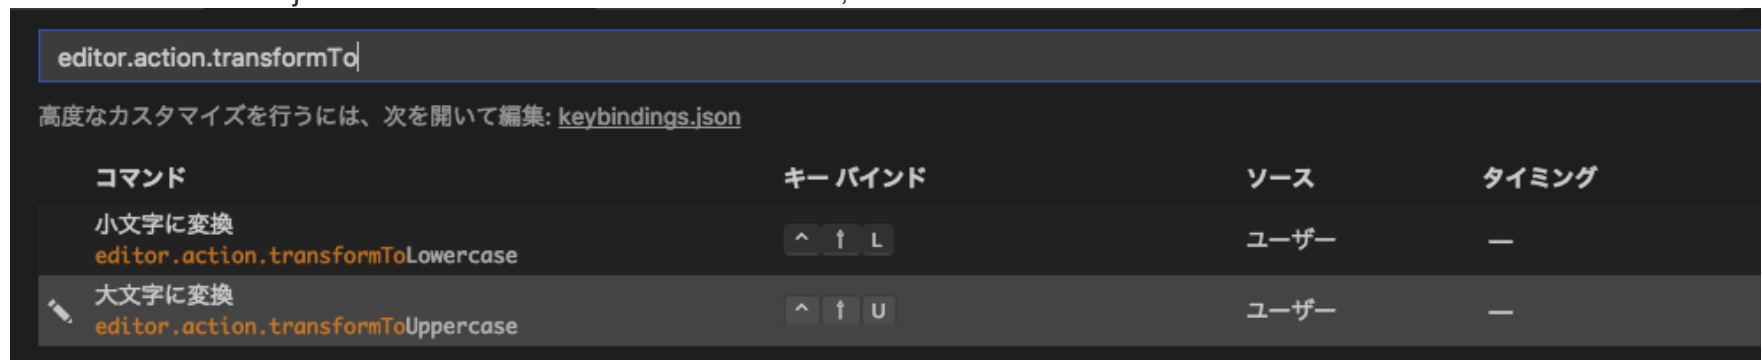 editor.action.transformTo
高度なカスタマイズを行うには、次を開いて編集: keybindings.json
コマンド キー バインド ソース タイミング
小文字に変換
editor.action.transformToLowercase ^ ⇧ L ユーザー —
大文字に変換
editor.action.transformToUppercase ^ ⇧ U ユーザー —